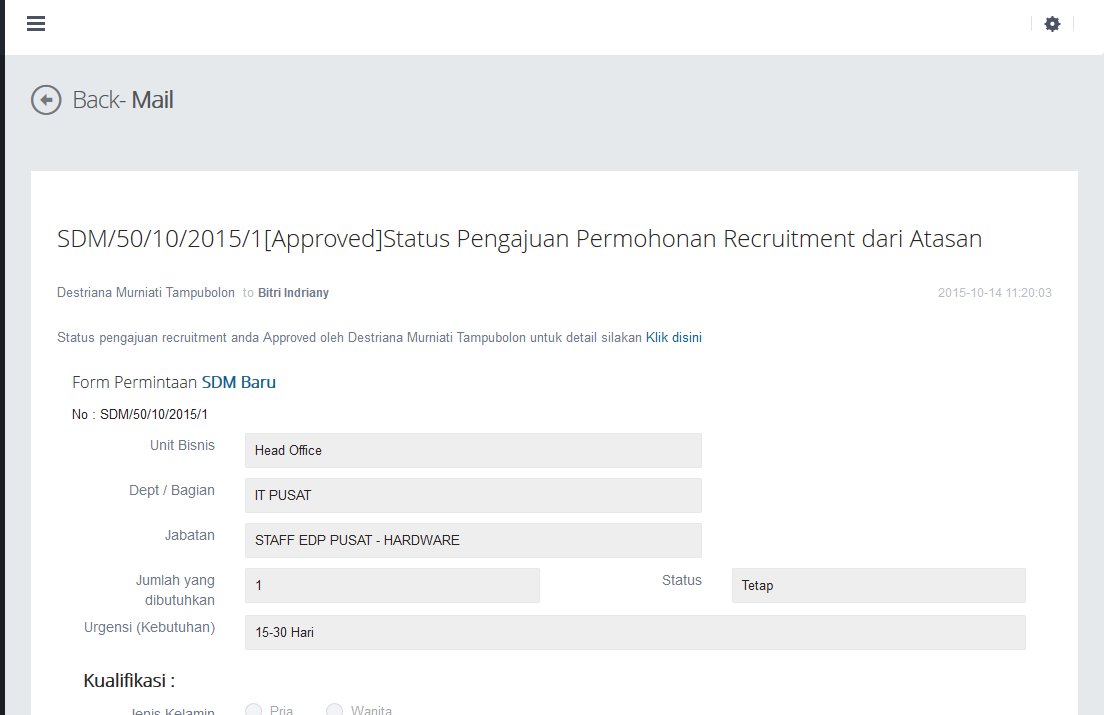 Back- Mail
SDM/50/10/2015/1[Approved]Status Pengajuan Permohonan Recruitment dari Atasan
Destriana Murniati Tampubolon to Bitri Indriany 2015-10-14 11:20:03
Status pengajuan recruitment anda Approved oleh Destriana Murniati Tampubolon untuk detail silakan Klik disini
Form Permintaan SDM Baru
No : SDM/50/10/2015/1
Unit Bisnis Head Office
Dept / Bagian IT PUSAT
Jabatan STAFF EDP PUSAT - HARDWARE
Jumlah yang
dibutuhkan 1 Status Tetap
Urgensi (Kebutuhan) 15-30 Hari
Kualifikasi :
Jenis Kelamin Pria Wanita